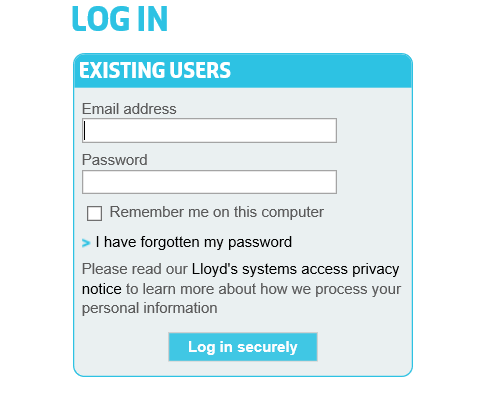 LOG IN
EXISTING USERS
Email address
Password
Remember me on this computer
> I have forgotten my password
Please read our Lloyd's systems access privacy
notice to learn more about how we process your
personal information
Log in securely